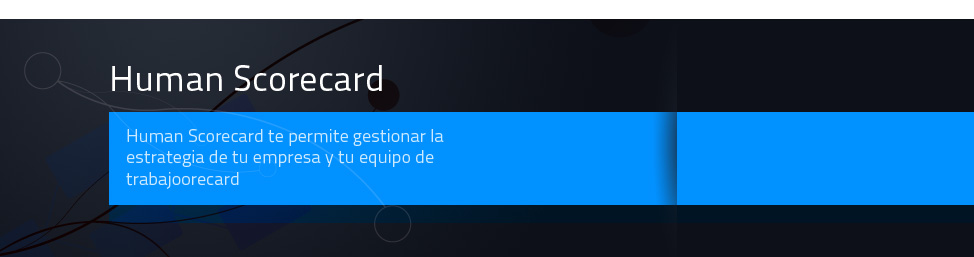 Human Scorecard
Human Scorecard te permite gestionar la
estrategia de tu empresa y tu equipo de
trabajoorecard